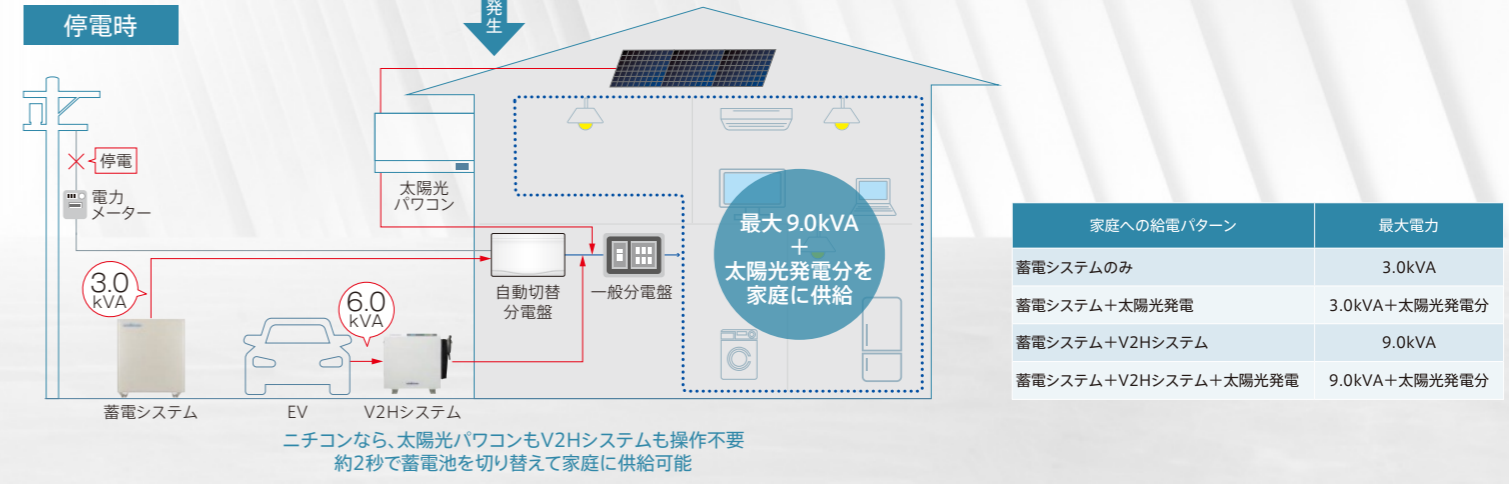 停電時
発
生
停電
電力
メーター
太陽光
パワコン
3.0
kVA
6.0
kVA
自動切替
分電盤
一般分電盤
最大 9.0kVA
＋
太陽光発電分を
家庭に供給
蓄電システム
EV
V2Hシステム
ニチコンなら、太陽光パワコンもV2Hシステムも操作不要
約2秒で蓄電池を切り替えて家庭に供給可能
家庭への給電パターン 最大電力
蓄電システムのみ 3.0kVA
蓄電システム＋太陽光発電 3.0kVA＋太陽光発電分
蓄電システム＋V2Hシステム 9.0kVA
蓄電システム＋V2Hシステム＋太陽光発電 9.0kVA＋太陽光発電分